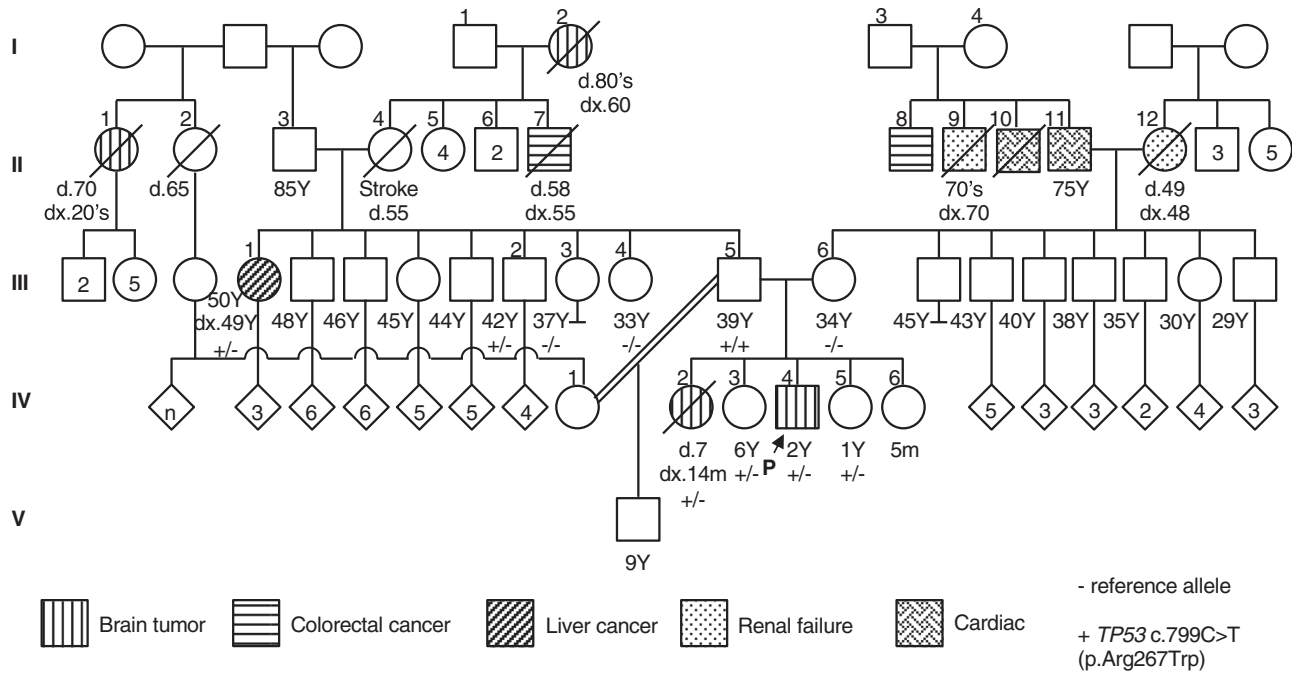 I
1
2
3
4
d.80's
dx.60
II
1
2
3
4
5
6
7
8
9
10
11
12
4
2
3
5
d.70
dx.20's
d.65
85Y
Stroke
d.55
d.58
dx.55
70's
dx.70
75Y
d.49
dx.48
III
1
2
3
4
5
6
2
5
50Y
dx.49Y
+/-
48Y
46Y
45Y
44Y
42Y
+/-
37Y
-/-
33Y
-/-
39Y
+/+
34Y
-/-
45Y
43Y
40Y
38Y
35Y
30Y
29Y
IV
1
2
3
4
5
6
n
3
6
6
5
5
4
5
3
3
2
4
3
d.7
dx.14m
+/-
6Y
+/-
P
2Y
+/-
1Y
+/-
5m
V
9Y
Brain tumor
Colorectal cancer
Liver cancer
Renal failure
Cardiac
- reference allele
+ TP53 c.799C>T
(p.Arg267Trp)